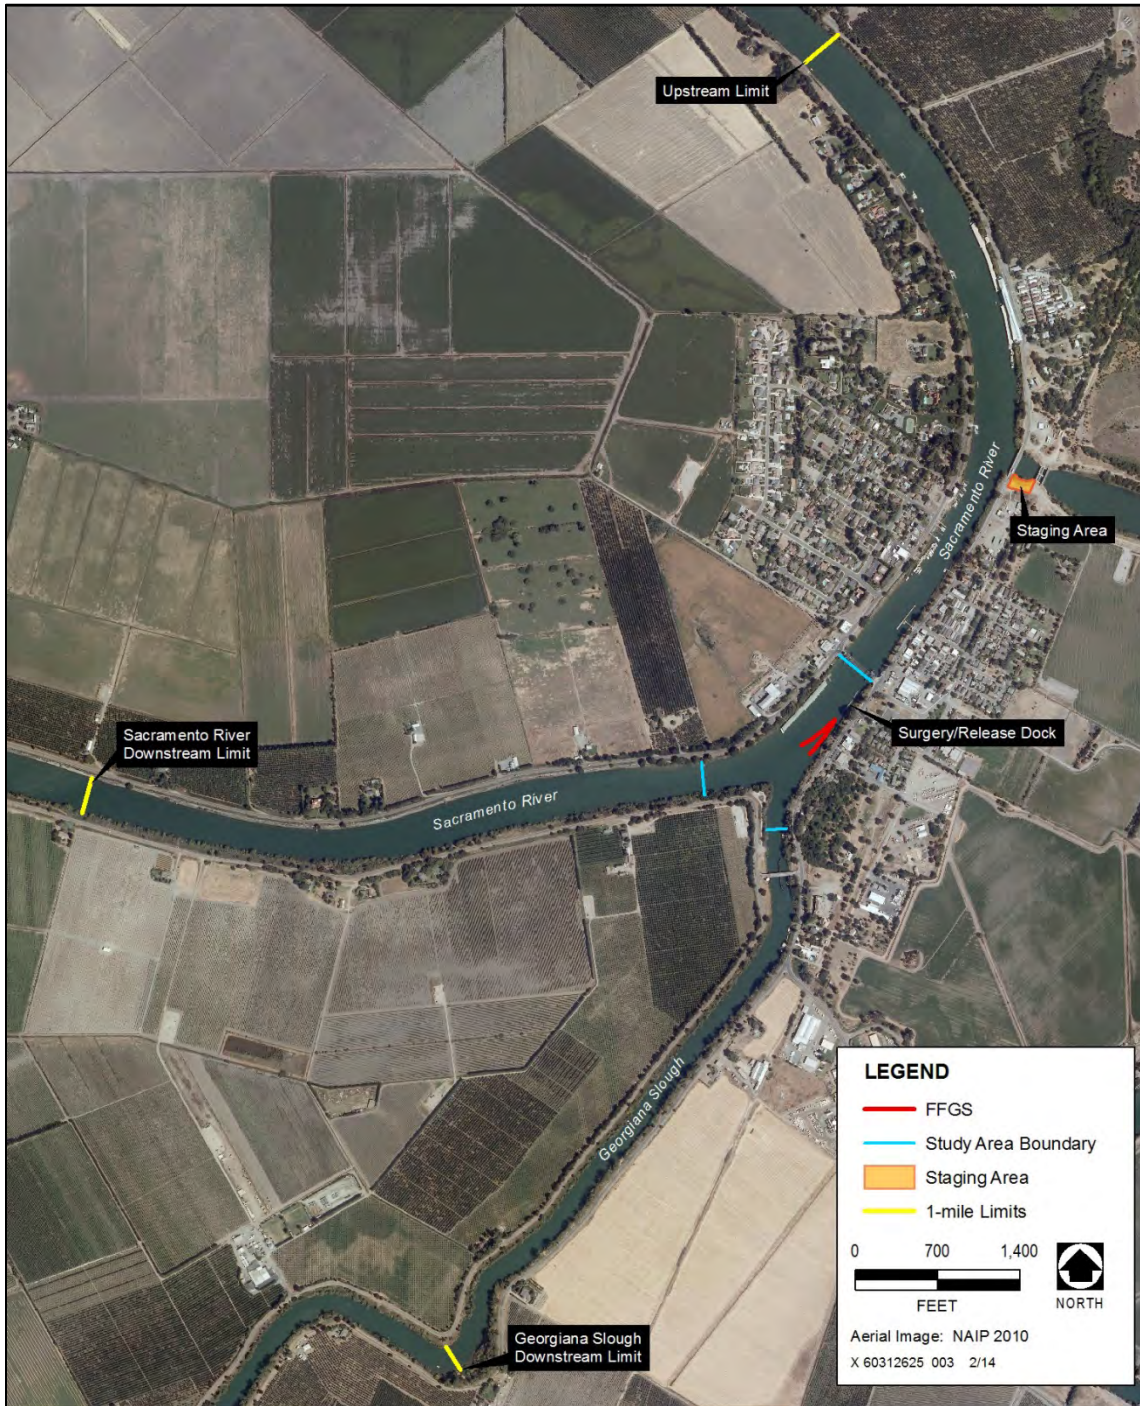 Upstream Limit
Sacramento River
Staging Area
Surgery/Release Dock
Sacramento River
Downstream Limit
Sacramento River
Georgiana Slough
Georgiana Slough
Downstream Limit
LEGEND
FFGS
Study Area Boundary
Staging Area
1-mile Limits
0 700 1,400
FEET
NORTH
Aerial Image: NAIP 2010
X 60312625 003 2/14